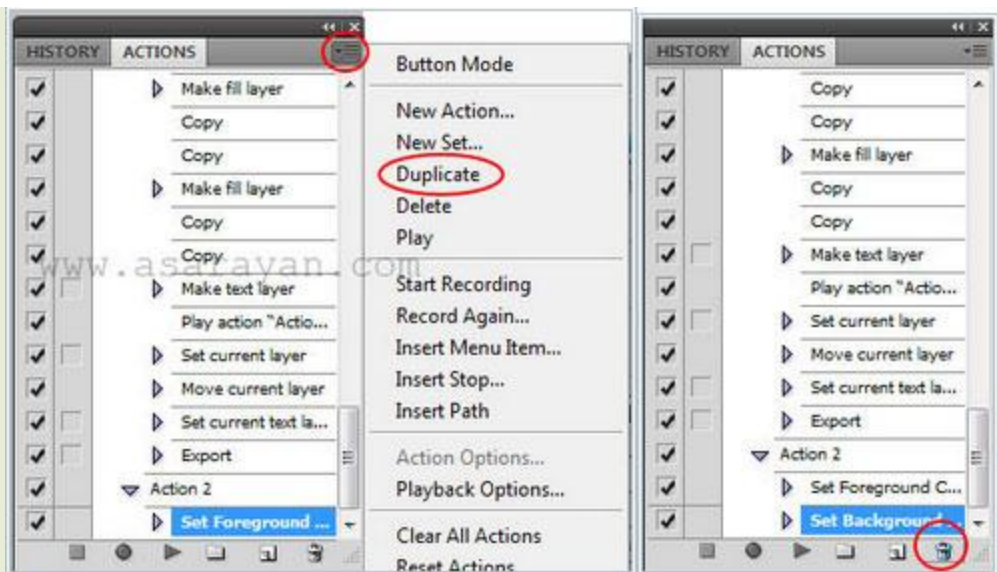 HISTORY ACTIONS
Make fill layer
Copy
Copy
Make fill layer
Copy
Copy
Make text layer
Play action "Actio...
Set current layer
Move current layer
Set current text la...
Export
Action 2
Set Foreground ...
Button Mode
New Action...
New Set...
Duplicate
Delete
Play
Start Recording
Record Again...
Insert Menu Item...
Insert Stop...
Insert Path
Action Options...
Playback Options...
Clear All Actions
Reset Actions
HISTORY ACTIONS
Copy
Copy
Make fill layer
Copy
Copy
Make text layer
Play action "Actio...
Set current layer
Move current layer
Set current text la...
Export
Action 2
Set Foreground C...
Set Background
www.asarayan.com